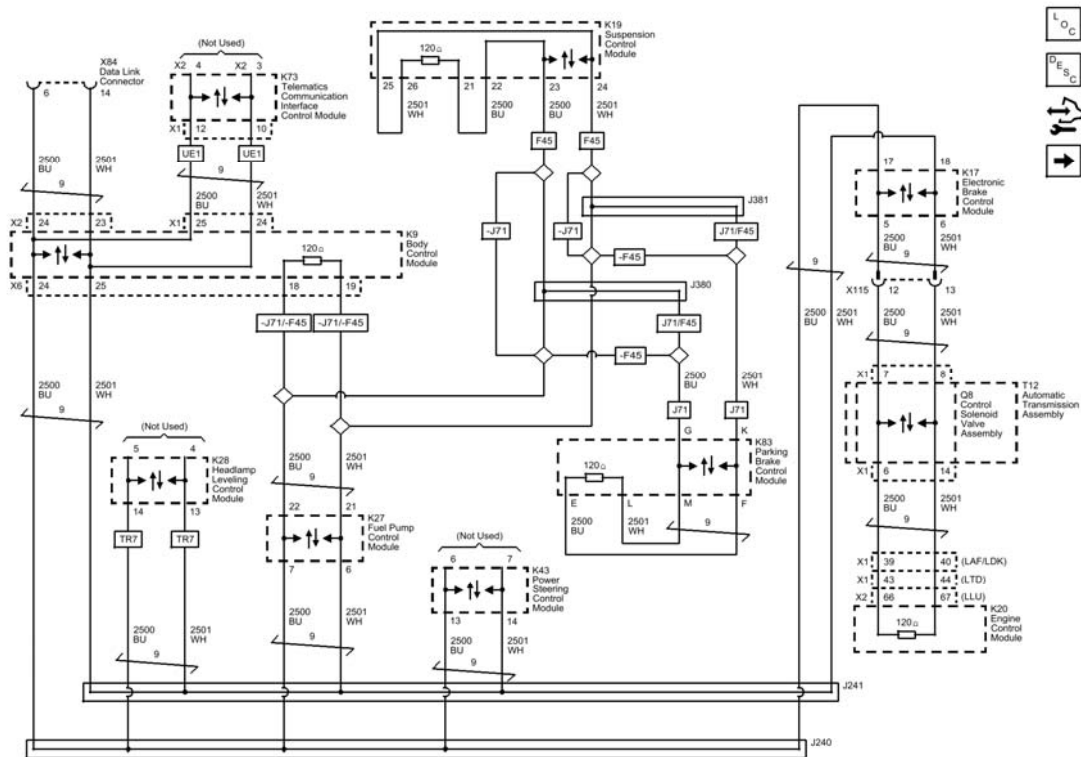 X84
Data Link
Connector
6 14
(Not Used)
X2 4 X2 3
K73
Telematics
Communication
Interface
Control Module
X1 12 10
UE1 UE1
2500
BU
2501
WH
9
2500
BU
2501
WH
9
X2 24 23
X1 25 24
K9
Body
Control
Module
120Ω
X6 24 25 18 19
-J71/-F45 -J71/-F45
K19
Suspension
Control
Module
120Ω
25 26 21 22 23 24
2501
WH
2500
BU
2500
BU
2501
WH
F45 F45
J381
-J71 -J71 J71/F45
-F45
J380
J71/F45
-F45
2500
BU
2501
WH
J71 J71
G K
K83
Parking
Brake
Control
Module
120Ω
E L M F
2500
BU
2501
WH
9
2500
BU
2501
WH
9
(Not Used)
5 4
K28
Headlamp
Leveling
Control
Module
14 13
TR7 TR7
2500
BU
2501
WH
9
2500
BU
2501
WH
9
22 21
K27
Fuel Pump
Control
Module
7 6
2500
BU
2501
WH
9
(Not Used)
6 7
K43
Power
Steering
Control
Module
13 14
2500
BU
2501
WH
9
J241
J240
9
2500
BU
2501
WH
17 18
K17
Electronic
Brake
Control
Module
5 6
2500
BU
2501
WH
9
X115 12 13
2500
BU
2501
WH
9
X1 7 8
Q8
Control
Solenoid
Valve
Assembly
T12
Automatic
Transmission
Assembly
X1 6 14
2500
BU
2501
WH
9
X1 39 40 (LAF/LDK)
X1 43 44 (LTD)
X2 66 67 (LLU)
K20
Engine
Control
Module
120Ω
LOC
DESC